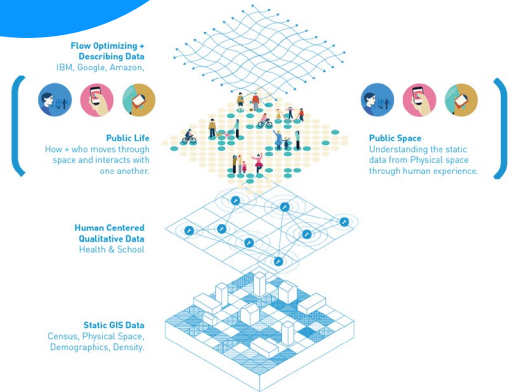 Flow Optimizing +
Describing Data
IBM, Google, Amazon,
Public Life
How + who moves through
space and interacts with
one another.
Public Space
Understanding the static
data from Physical space
through human experience.
Human Centered
Qualitative Data
Health & School
Static GIS Data
Census, Physical Space,
Demographics, Density.